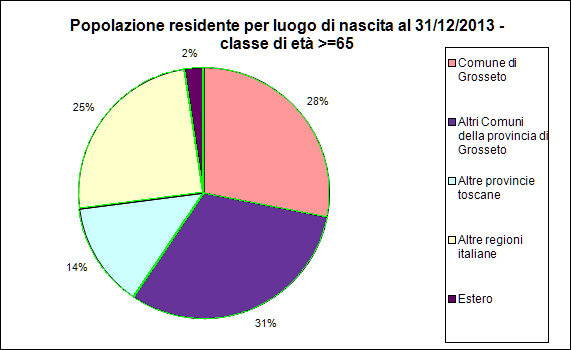 Popolazione residente per luogo di nascita al 31/12/2013 -
classe di età >=65
2%
28%
25%
14%
31%
Comune di
Grosseto
Altri Comuni
della provincia di
Grosseto
Altre provincie
toscane
Altre regioni
italiane
Estero